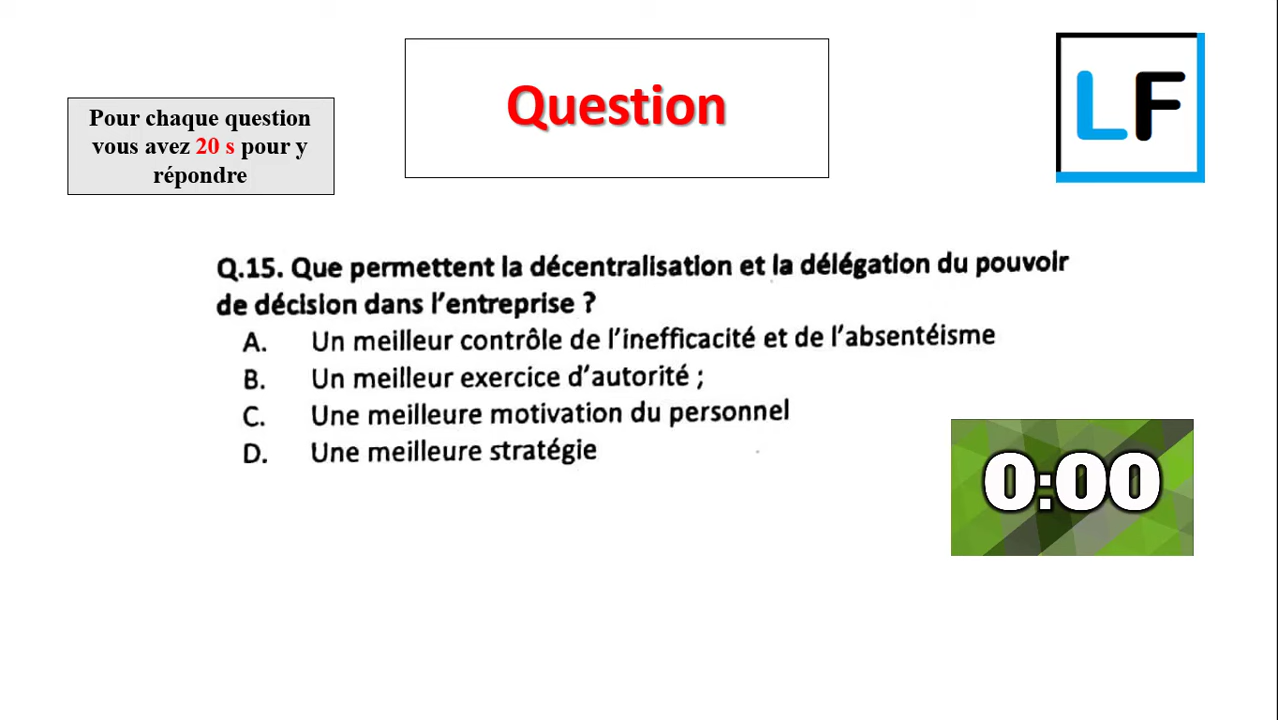 Question
LF
Pour chaque question
vous avez 20 s pour y
répondre
Q.15. Que permettent la décentralisation et la délégation du pouvoir
de décision dans l'entreprise ?
A. Un meilleur contrôle de l'inefficacité et de l'absentéisme
B. Un meilleur exercice d'autorité ;
C. Une meilleure motivation du personnel
D. Une meilleure stratégie
0:00